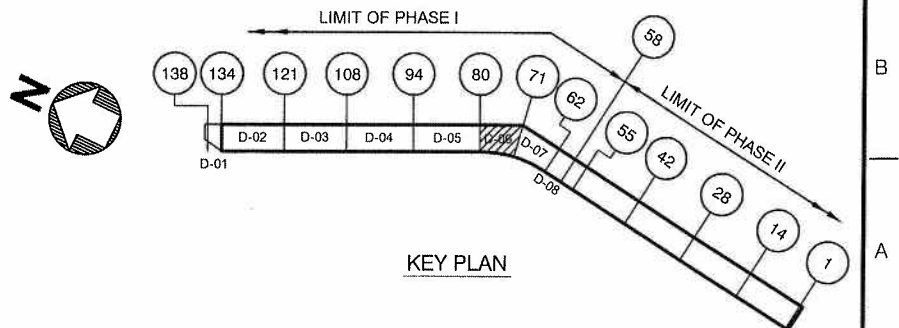 LIMIT OF PHASE I
58
B
138
134
121
108
94
80
71
62
N
LIMIT OF PHASE II
55
D-02
D-03
D-04
D-05
D-06
D-07
D-01
42
D-08
28
14
A
1
KEY PLAN